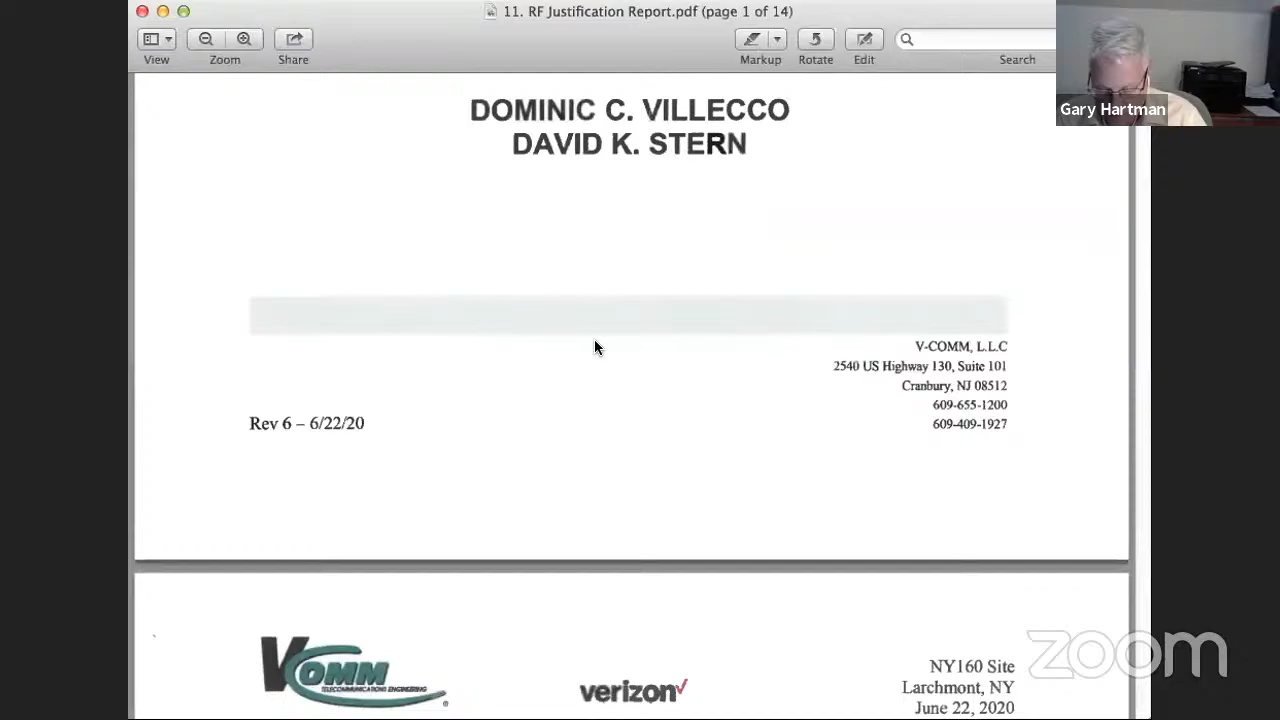 11. RF Justification Report.pdf (page 1 of 14)
View
Zoom
Share
Markup
Rotate
Edit
Search
Gary Hartman
DOMINIC C. VILLECCO
DAVID K. STERN
V-COMM, L.L.C
2540 US Highway 130, Suite 101
Cranbury, NJ 08512
609-655-1200
609-409-1927
Rev 6 – 6/22/20
VCOMM
TELECOMMUNICATIONS ENGINEERING
®
verizon
NY160 Site
Larchmont, NY
June 22, 2020
zoom